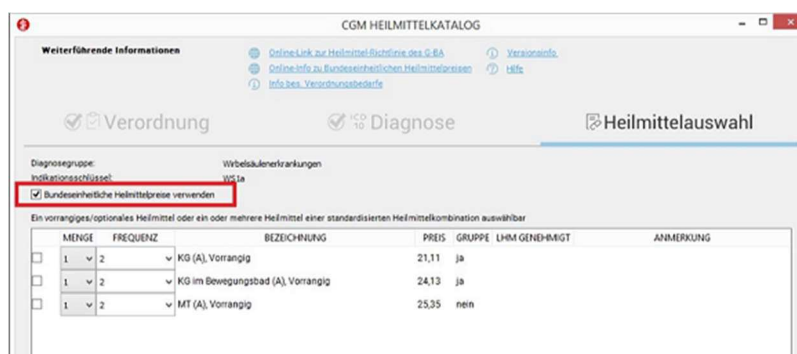 CGM HEILMITTELKATALOG
Weiterführende Informationen
Online-Link zur Heilmittel-Richtlinie des G-BA
Versionsinfo
Online-Info zu Bundeseinheitlichen Heilmittelpreisen
Hilfe
Info bes. Verordnungsbedarfe
Verordnung
ICD 10 Diagnose
Heilmittelauswahl
Diagnosegruppe: Wirbelsäulenerkrankungen
Indikationsschlüssel: WS1a
Bundeseinheitliche Heilmittelpreise verwenden
Ein vorrangiges/optionales Heilmittel oder ein oder mehrere Heilmittel einer standardisierten Heilmittelkombination auswählbar
MENGE FREQUENZ BEZEICHNUNG PREIS GRUPPE LHM GENEHMIGT ANMERKUNG
1 2 KG (A), Vorrangig 21,11 ja
1 2 KG im Bewegungsbad (A), Vorrangig 24,13 ja
1 2 MT (A), Vorrangig 25,35 nein